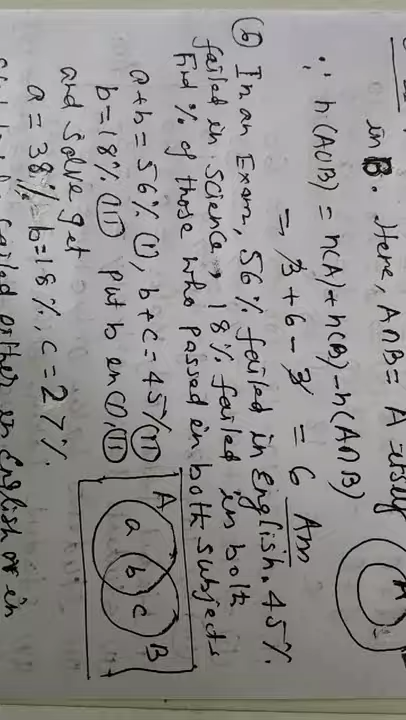 in B. Here, A∩B = A itself
∵ n(A∪B) = n(A) + n(B) - n(A∩B)
= 3 + 6 - 3 = 6 Ans
⑥ In an Exam, 56% failed in English. 45%
failed in Science, 18% failed in both
find % of those who passed in both subjects
a+b = 56% (I), b+c = 45% (II)
b = 18% (III) put b in (I), (II)
and solve get
a = 38% b = 18%, c = 27%.
failed either in English or in
A
a b c
B